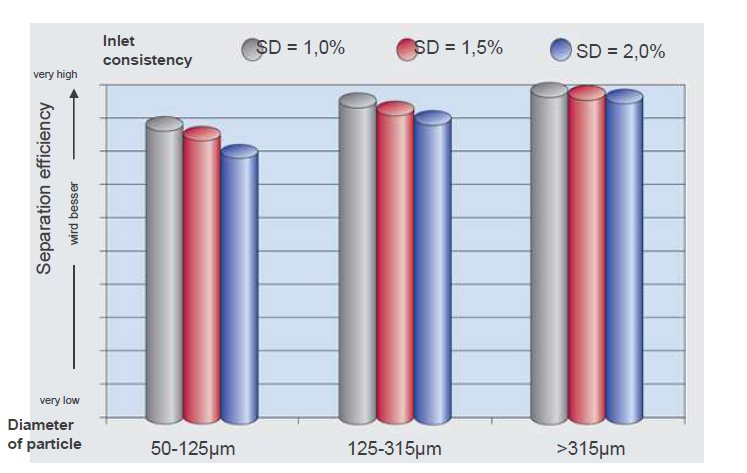 Inlet
consistency
SD = 1,0%
SD = 1,5%
SD = 2,0%
very high
Separation efficiency
wird besser
very low
Diameter
of particle
50-125µm
125-315µm
>315µm